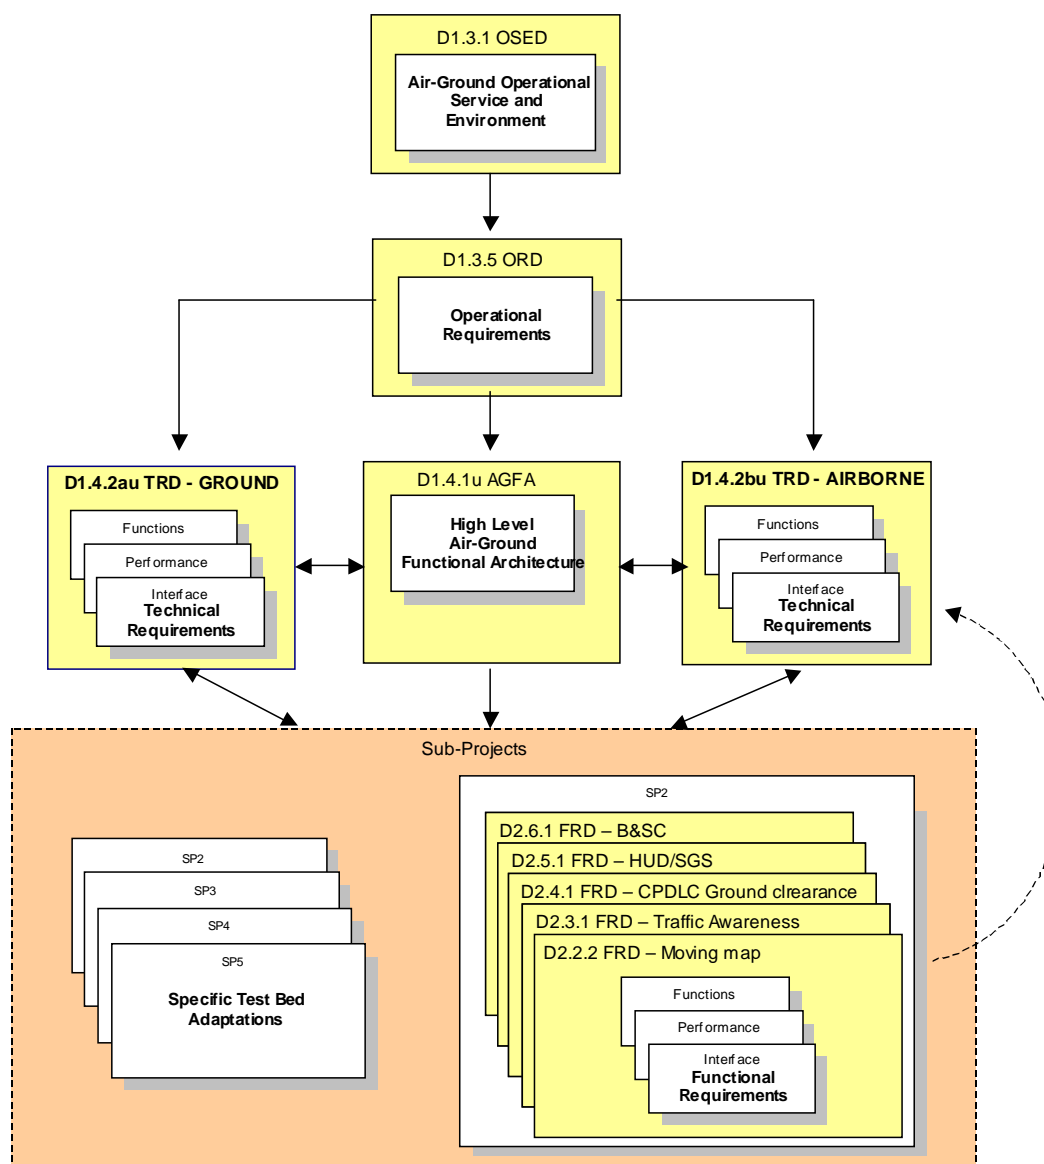 D1.3.1 OSED
Air-Ground Operational
Service and
Environment
D1.3.5 ORD
Operational
Requirements
D1.4.2au TRD - GROUND
Functions
Performance
Interface
Technical
Requirements
D1.4.1u AGFA
High Level
Air-Ground
Functional Architecture
D1.4.2bu TRD - AIRBORNE
Functions
Performance
Interface
Technical
Requirements
Sub-Projects
SP2
SP3
SP4
SP5
Specific Test Bed
Adaptations
SP2
D2.6.1 FRD – B&SC
D2.5.1 FRD – HUD/SGS
D2.4.1 FRD – CPDLC Ground clrearance
D2.3.1 FRD – Traffic Awareness
D2.2.2 FRD – Moving map
Functions
Performance
Interface
Functional
Requirements